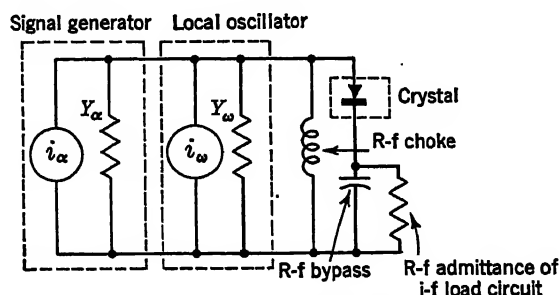 Signal generator
Local oscillator
Yα
Yω
iα
iω
Crystal
R-f choke
R-f bypass
R-f admittance of
i-f load circuit